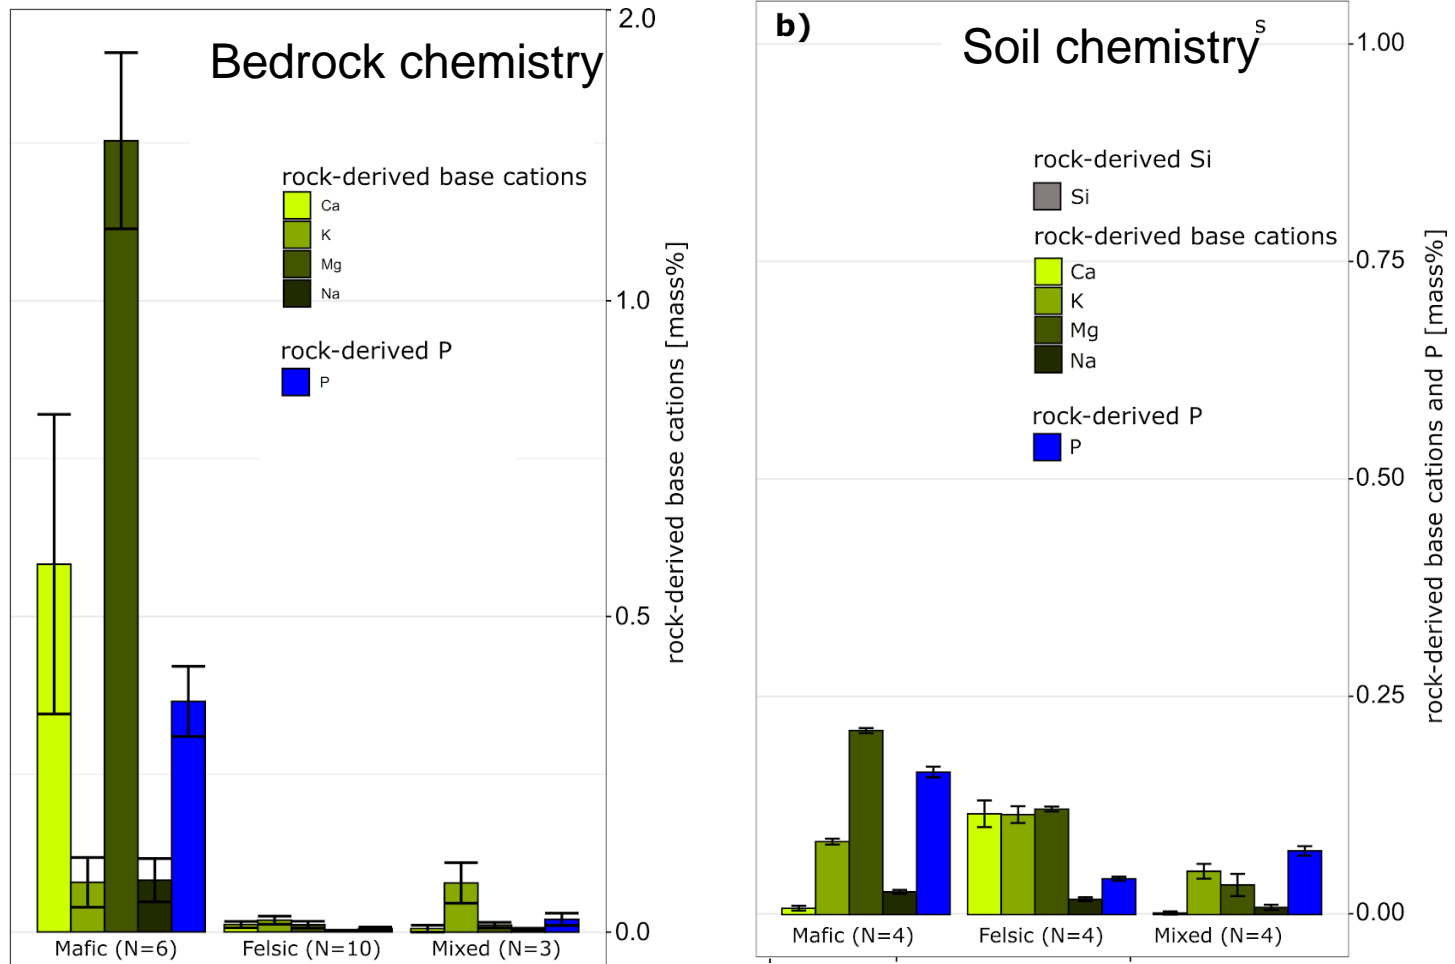 Bedrock chemistry
rock-derived base cations
Ca
K
Mg
Na
rock-derived P
P
2.0
1.0
0.5
0.0
rock-derived base cations [mass%]
Mafic (N=6)
Felsic (N=10)
Mixed (N=3)
b)
Soil chemistry
s
rock-derived Si
Si
rock-derived base cations
Ca
K
Mg
Na
rock-derived P
P
1.00
0.75
0.50
0.25
0.00
rock-derived base cations and P [mass%]
Mafic (N=4)
Felsic (N=4)
Mixed (N=4)